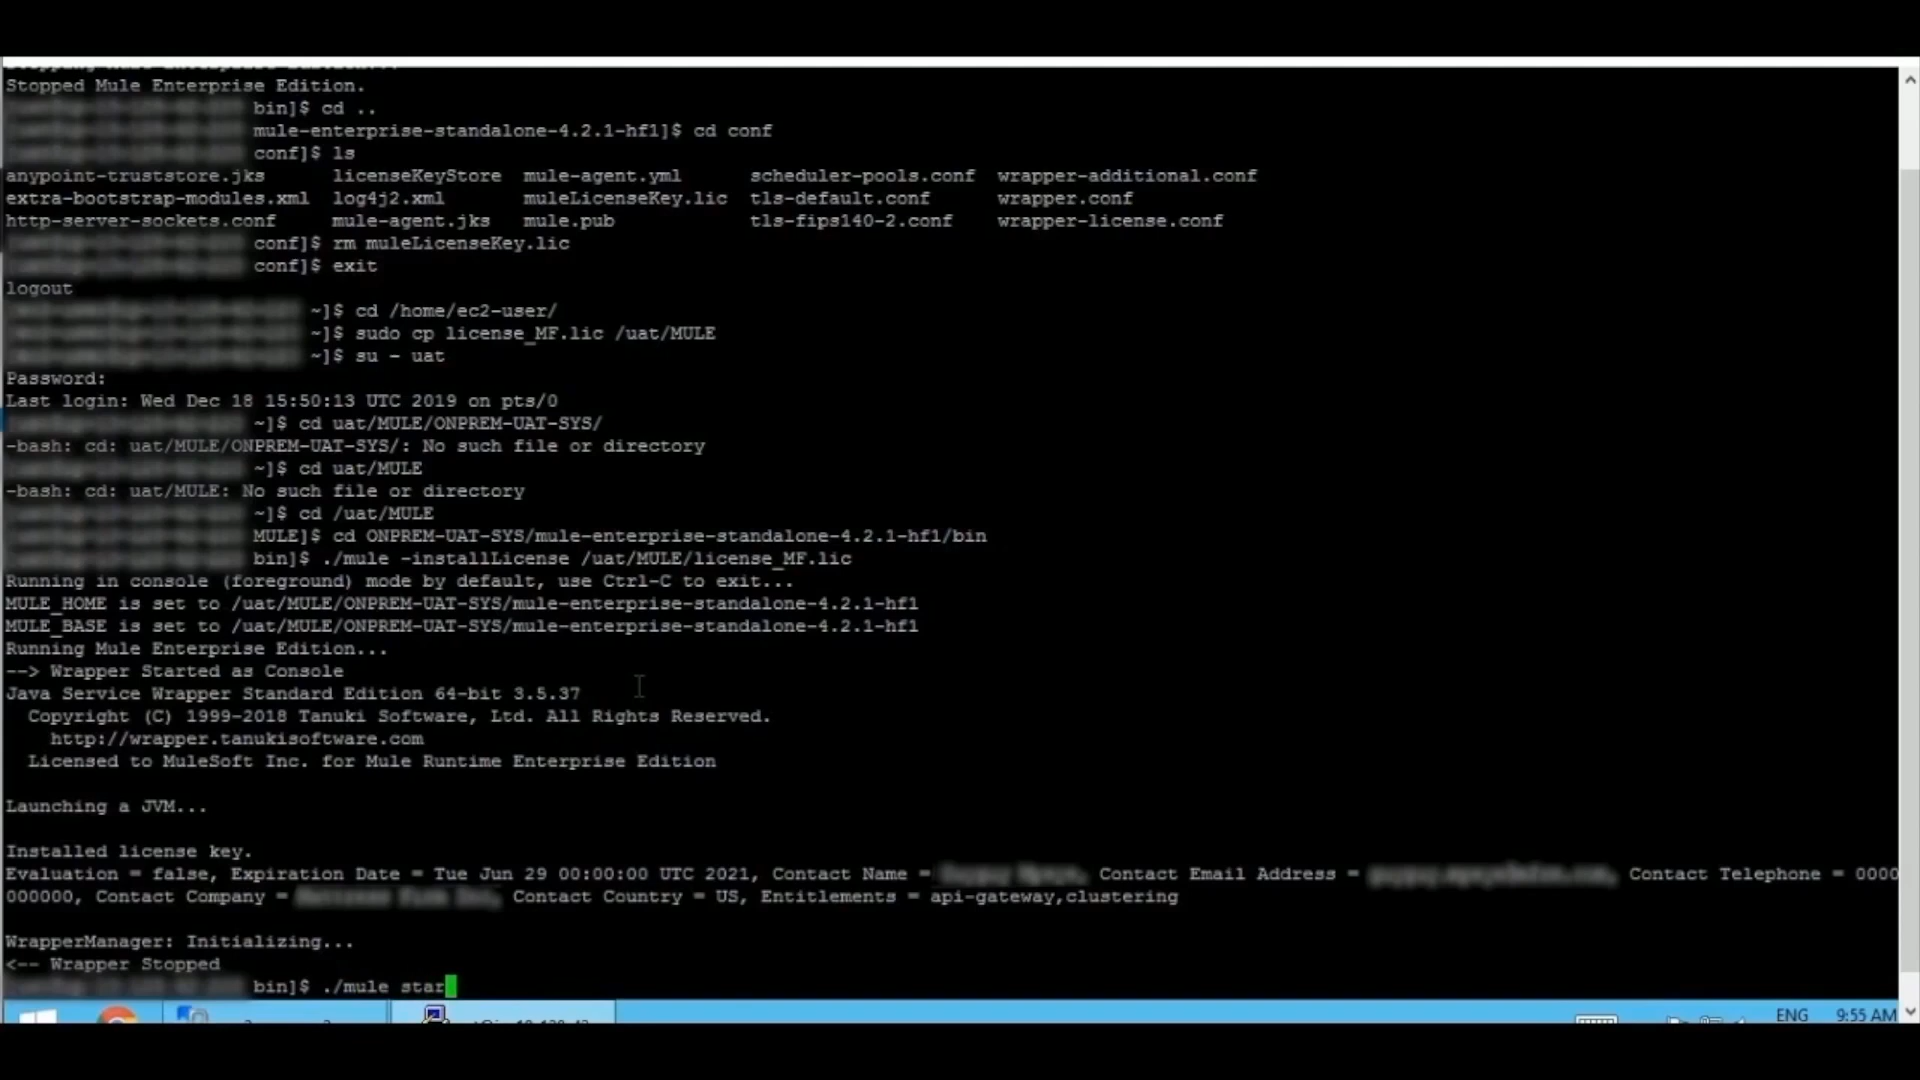 Stopped Mule Enterprise Edition.
bin]$ cd ..
mule-enterprise-standalone-4.2.1-hf1]$ cd conf
conf]$ ls
anypoint-truststore.jks licenseKeyStore mule-agent.yml scheduler-pools.conf wrapper-additional.conf
extra-bootstrap-modules.xml log4j2.xml muleLicenseKey.lic tls-default.conf wrapper.conf
http-server-sockets.conf mule-agent.jks mule.pub tls-fips140-2.conf wrapper-license.conf
conf]$ rm muleLicenseKey.lic
conf]$ exit
logout
~]$ cd /home/ec2-user/
~]$ sudo cp license_MF.lic /uat/MULE
~]$ su - uat
Password:
Last login: Wed Dec 18 15:50:13 UTC 2019 on pts/0
~]$ cd uat/MULE/ONPREM-UAT-SYS/
-bash: cd: uat/MULE/ONPREM-UAT-SYS/: No such file or directory
~]$ cd uat/MULE
-bash: cd: uat/MULE: No such file or directory
~]$ cd /uat/MULE
MULE]$ cd ONPREM-UAT-SYS/mule-enterprise-standalone-4.2.1-hf1/bin
bin]$ ./mule -installLicense /uat/MULE/license_MF.lic
Running in console (foreground) mode by default, use Ctrl-C to exit...
MULE_HOME is set to /uat/MULE/ONPREM-UAT-SYS/mule-enterprise-standalone-4.2.1-hf1
MULE_BASE is set to /uat/MULE/ONPREM-UAT-SYS/mule-enterprise-standalone-4.2.1-hf1
Running Mule Enterprise Edition...
--> Wrapper Started as Console
Java Service Wrapper Standard Edition 64-bit 3.5.37
Copyright (C) 1999-2018 Tanuki Software, Ltd. All Rights Reserved.
http://wrapper.tanukisoftware.com
Licensed to MuleSoft Inc. for Mule Runtime Enterprise Edition
Launching a JVM...
Installed license key.
Evaluation = false, Expiration Date = Tue Jun 29 00:00:00 UTC 2021, Contact Name = Contact Email Address = Contact Telephone = 0000
000000, Contact Company = Contact Country = US, Entitlements = api-gateway,clustering
WrapperManager: Initializing...
<-- Wrapper Stopped
bin]$ ./mule star
ENG 9:55 AM